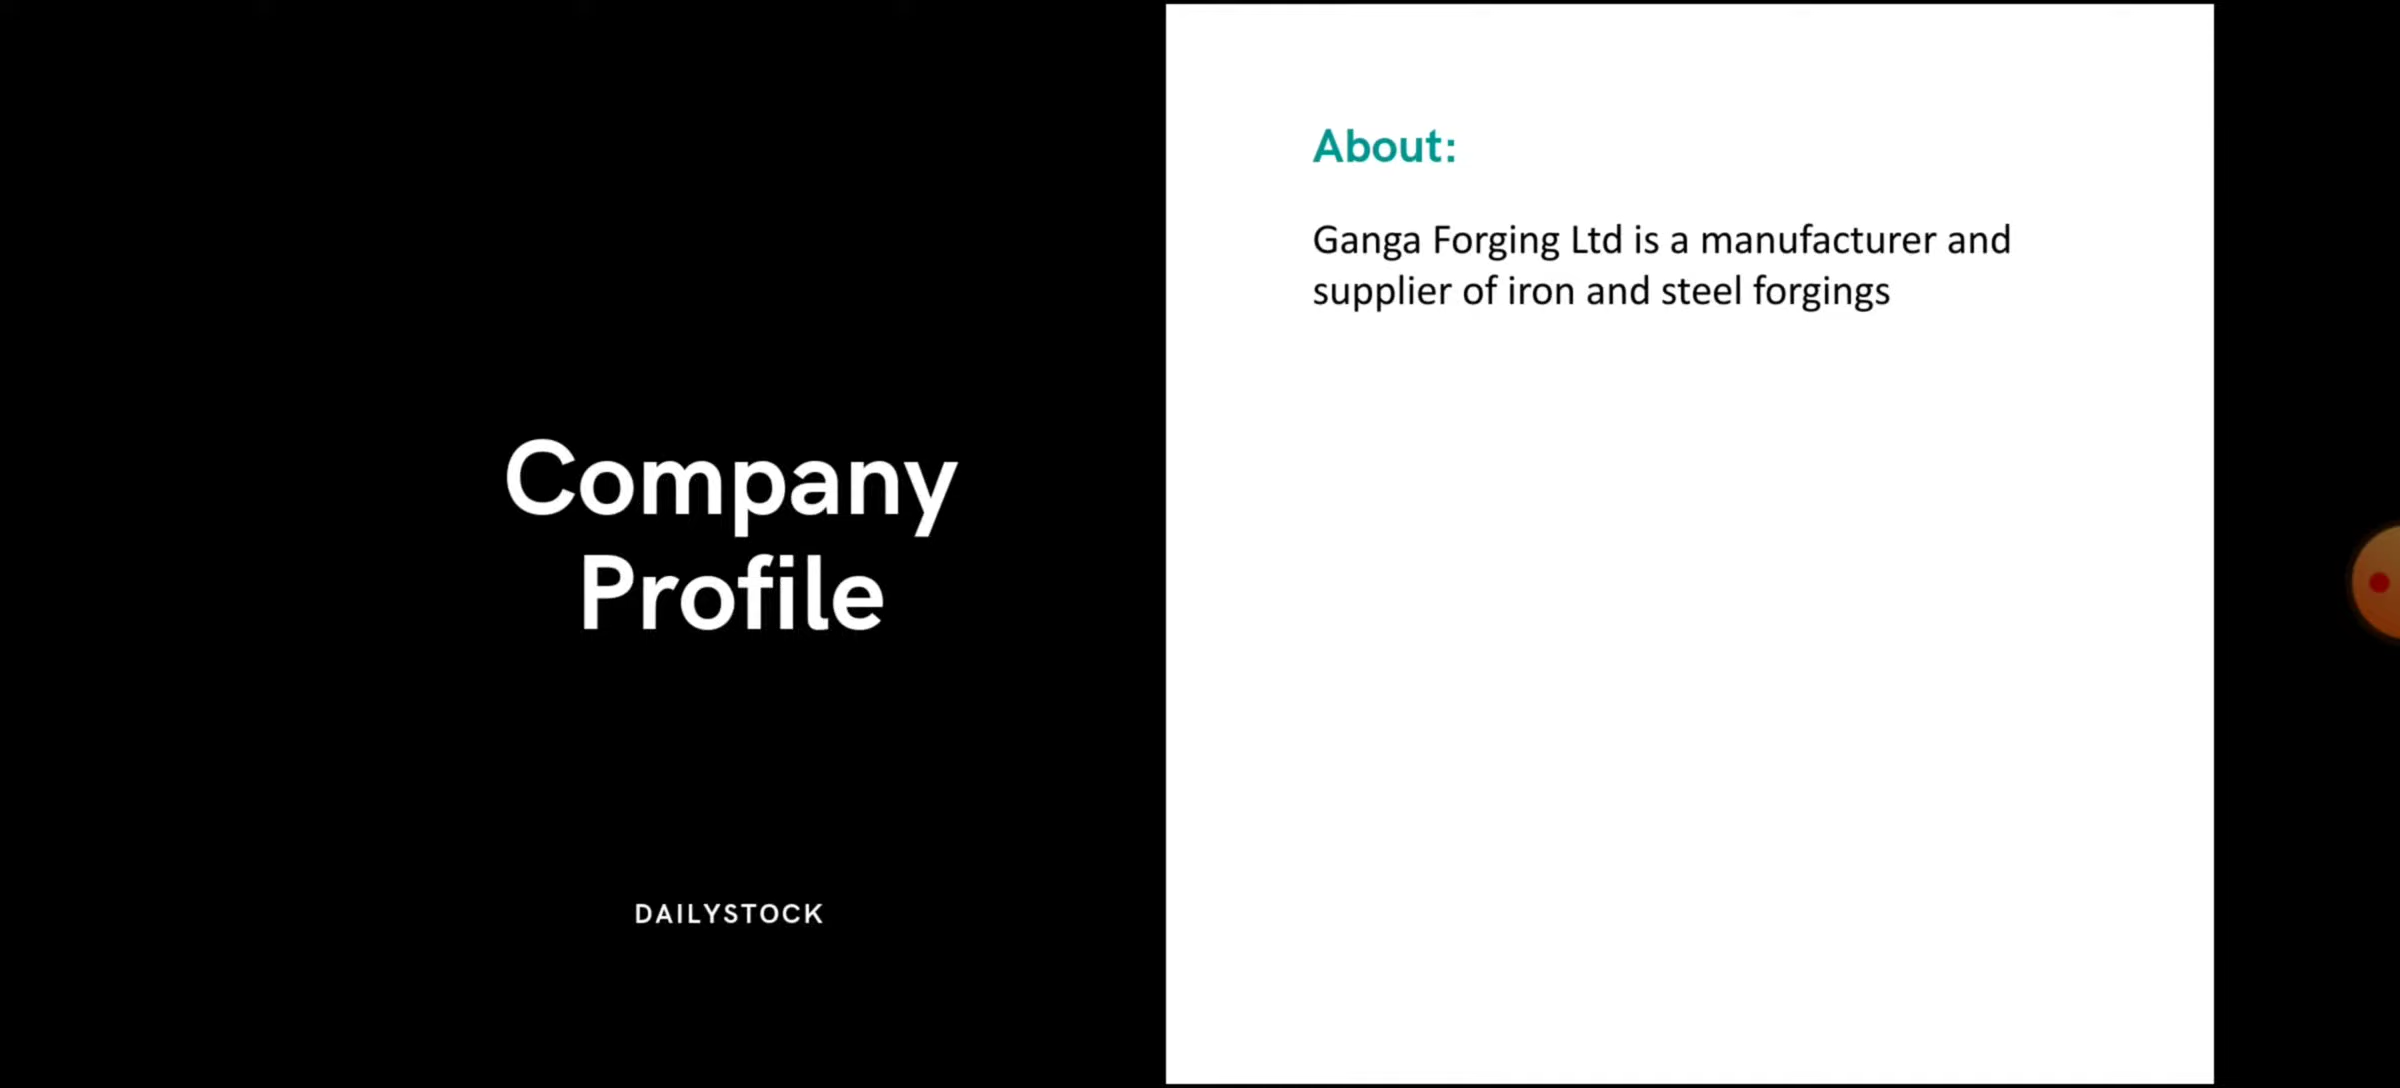 Company
Profile
DAILYSTOCK
About:
Ganga Forging Ltd is a manufacturer and
supplier of iron and steel forgings